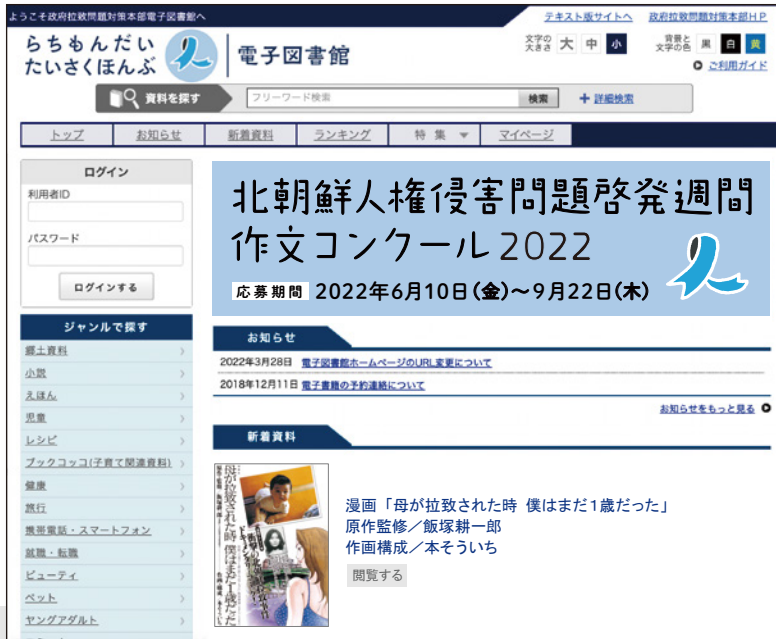 ようこそ政府拉致問題対策本部電子図書館へ
テキスト版サイトへ 政府拉致問題対策本部HP
らちもんだい
たいさくほんぶ
電子図書館
文字の大きさ 大 中 小
背景と文字の色 黒 白 黄
ご利用ガイド
資料を探す
フリーワード検索
検索
詳細検索
トップ お知らせ 新着資料 ランキング 特集 ▼ マイページ
ログイン
利用者ID
パスワード
ログインする
ジャンルで探す
郷土資料
小説
えほん
児童
レシピ
ブックコッコ(子育て関連資料)
健康
旅行
携帯電話・スマートフォン
就職・転職
ビューティ
ペット
ヤングアダルト
北朝鮮人権侵害問題啓発週間
作文コンクール2022
応募期間 2022年6月10日(金)~9月22日(木)
お知らせ
2022年3月28日 電子図書館ホームページのURL変更について
2018年12月11日 電子書籍の予約連絡について
お知らせをもっと見る
新着資料
母が拉致された時
僕はまだ1歳だった
漫画「母が拉致された時 僕はまだ1歳だった」
原作監修/飯塚耕一郎
作画構成/本そういち
閲覧する